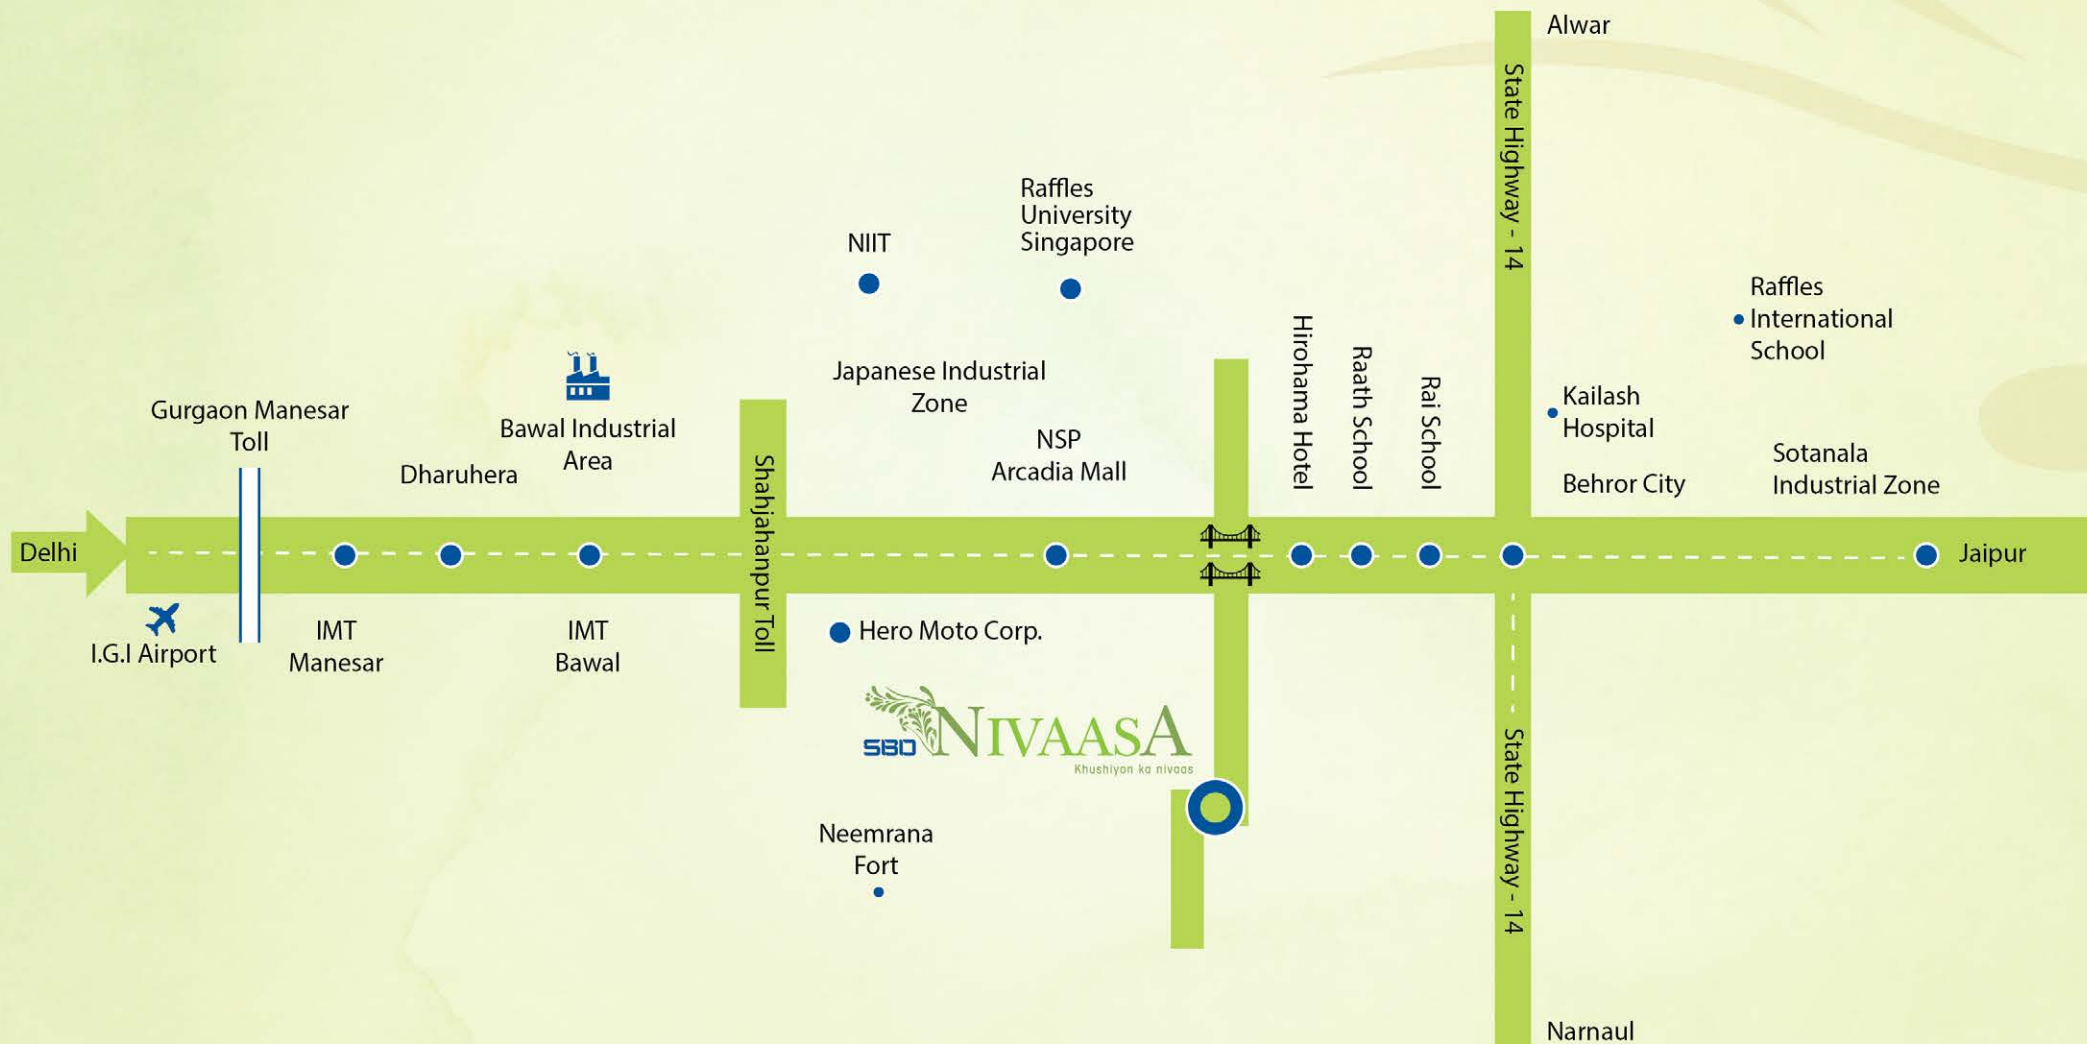 Alwar
State Highway - 14
Raffles
University
Singapore
NIIT
Raffles
International
School
Hirohama Hotel
Raath School
Rai School
Japanese Industrial
Zone
Kailash
Hospital
Gurgaon Manesar
Toll
Bawal Industrial
Area
NSP
Arcadia Mall
Dharuhera
Behror City
Sotanala
Industrial Zone
Shahjahanpur Toll
Delhi
Jaipur
I.G.I Airport
IMT
Manesar
IMT
Bawal
Hero Moto Corp.
SBD NIVAASA
Khushiyon ka nivaas
State Highway - 14
Neemrana
Fort
Narnaul